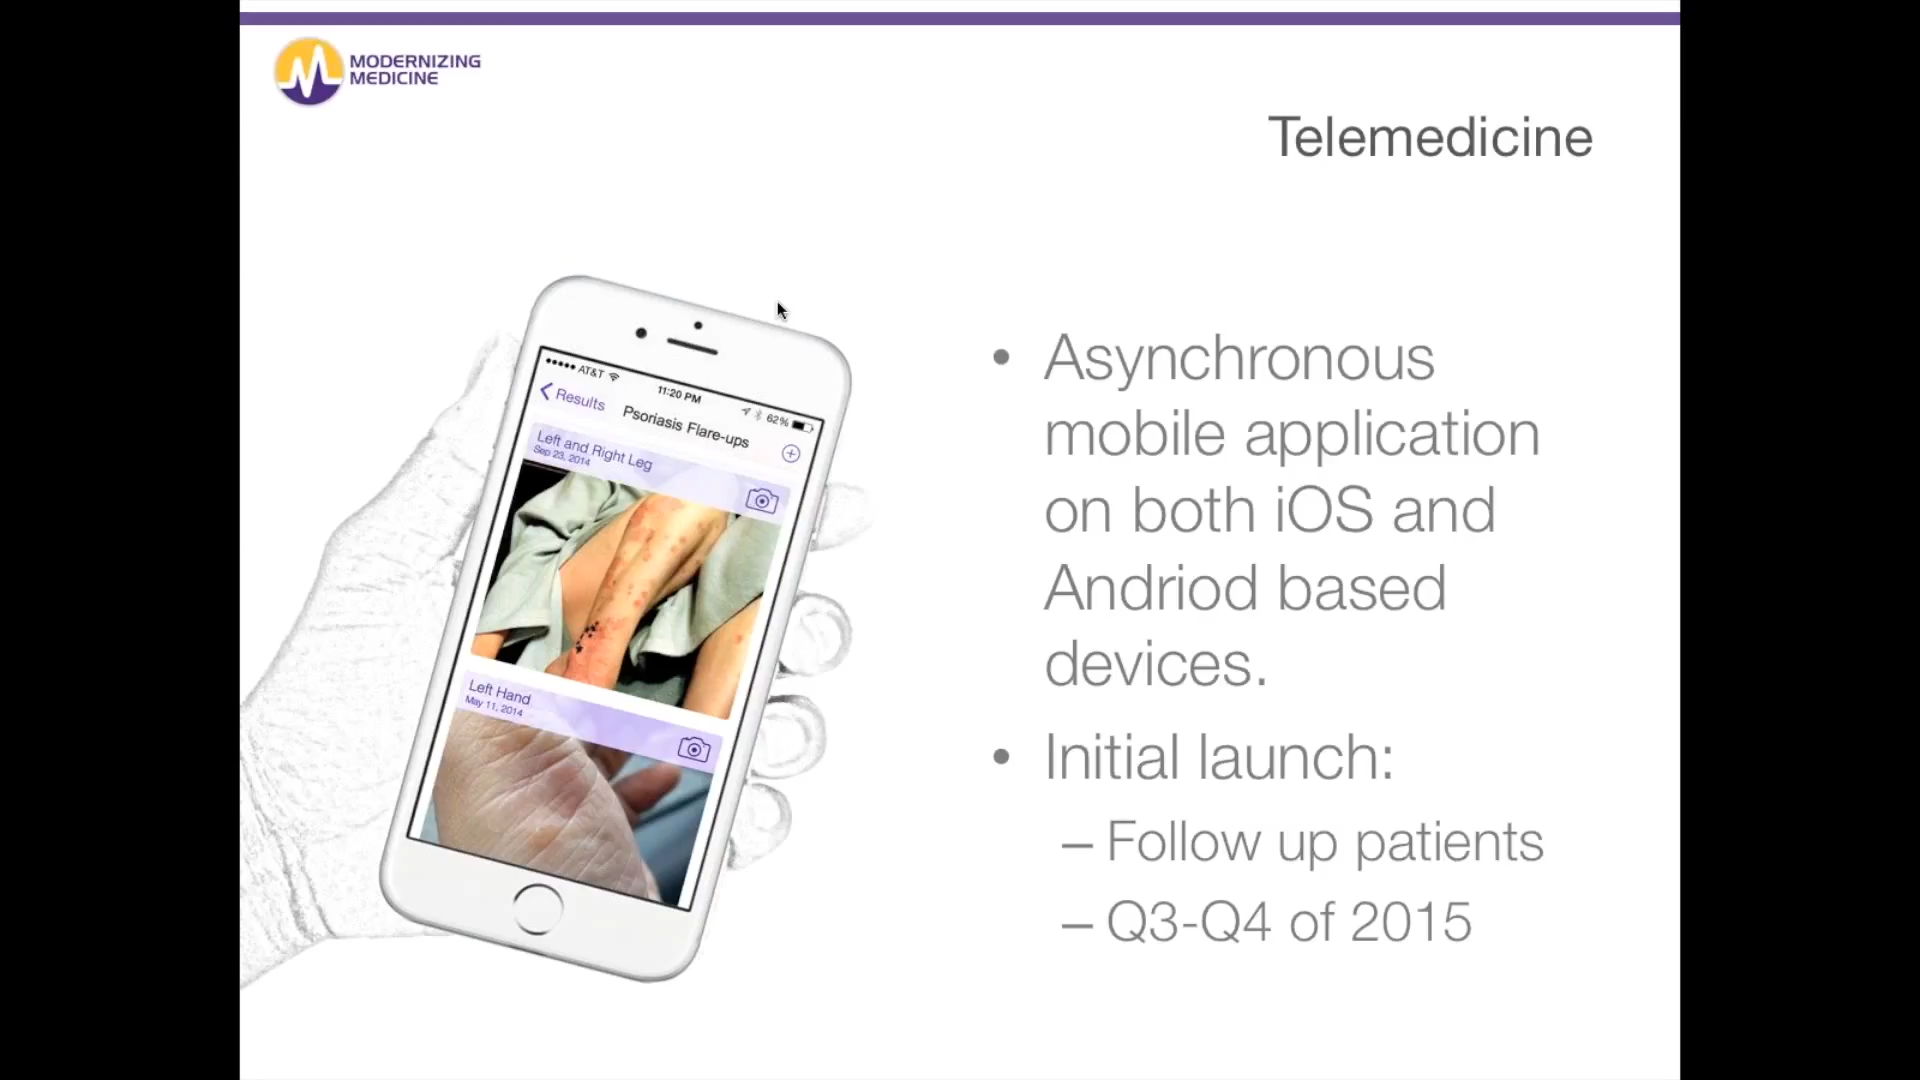 MODERNIZING
MEDICINE
Telemedicine
AT&T
11:20 PM
62%
Results
Psoriasis Flare-ups
Left and Right Leg
Sep 23, 2014
Left Hand
May 11, 2014
• Asynchronous
mobile application
on both iOS and
Andriod based
devices.
• Initial launch:
– Follow up patients
– Q3-Q4 of 2015